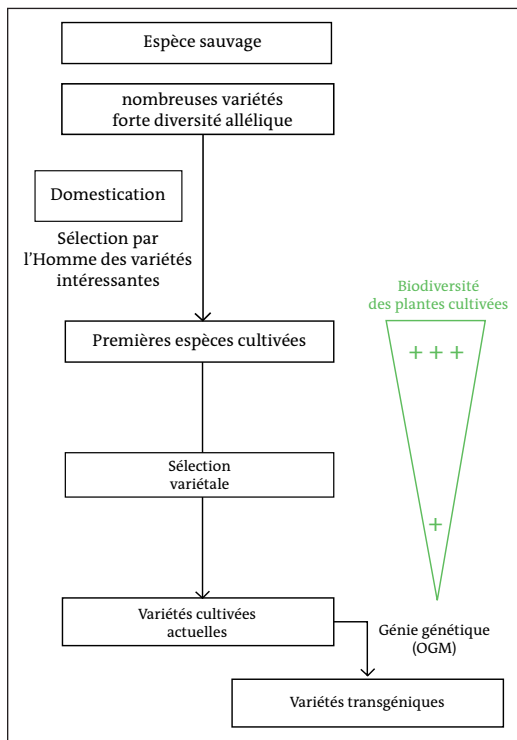 Espèce sauvage
nombreuses variétés
forte diversité allélique
Domestication
Sélection par
l'Homme des variétés
intéressantes
Biodiversité
des plantes cultivées
+ + +
Premières espèces cultivées
Sélection
variétale
+
Variétés cultivées
actuelles
Génie génétique
(OGM)
Variétés transgéniques